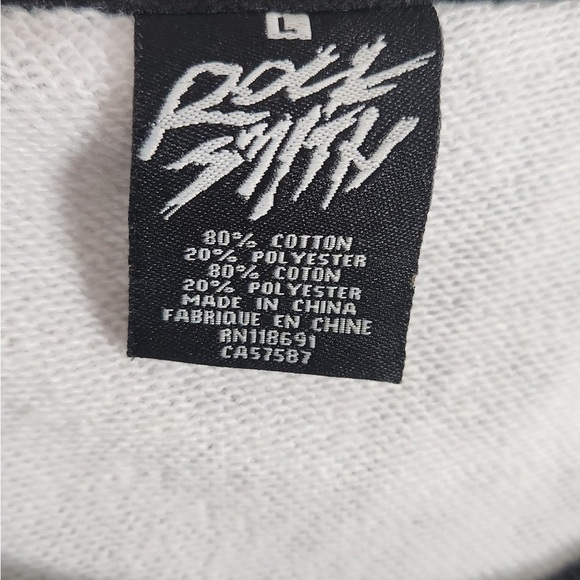 L
ROCK
SMITH
80% COTTON
20% POLYESTER
80% COTON
20% POLYESTER
MADE IN CHINA
FABRIQUE EN CHINE
RN118691
CA57587